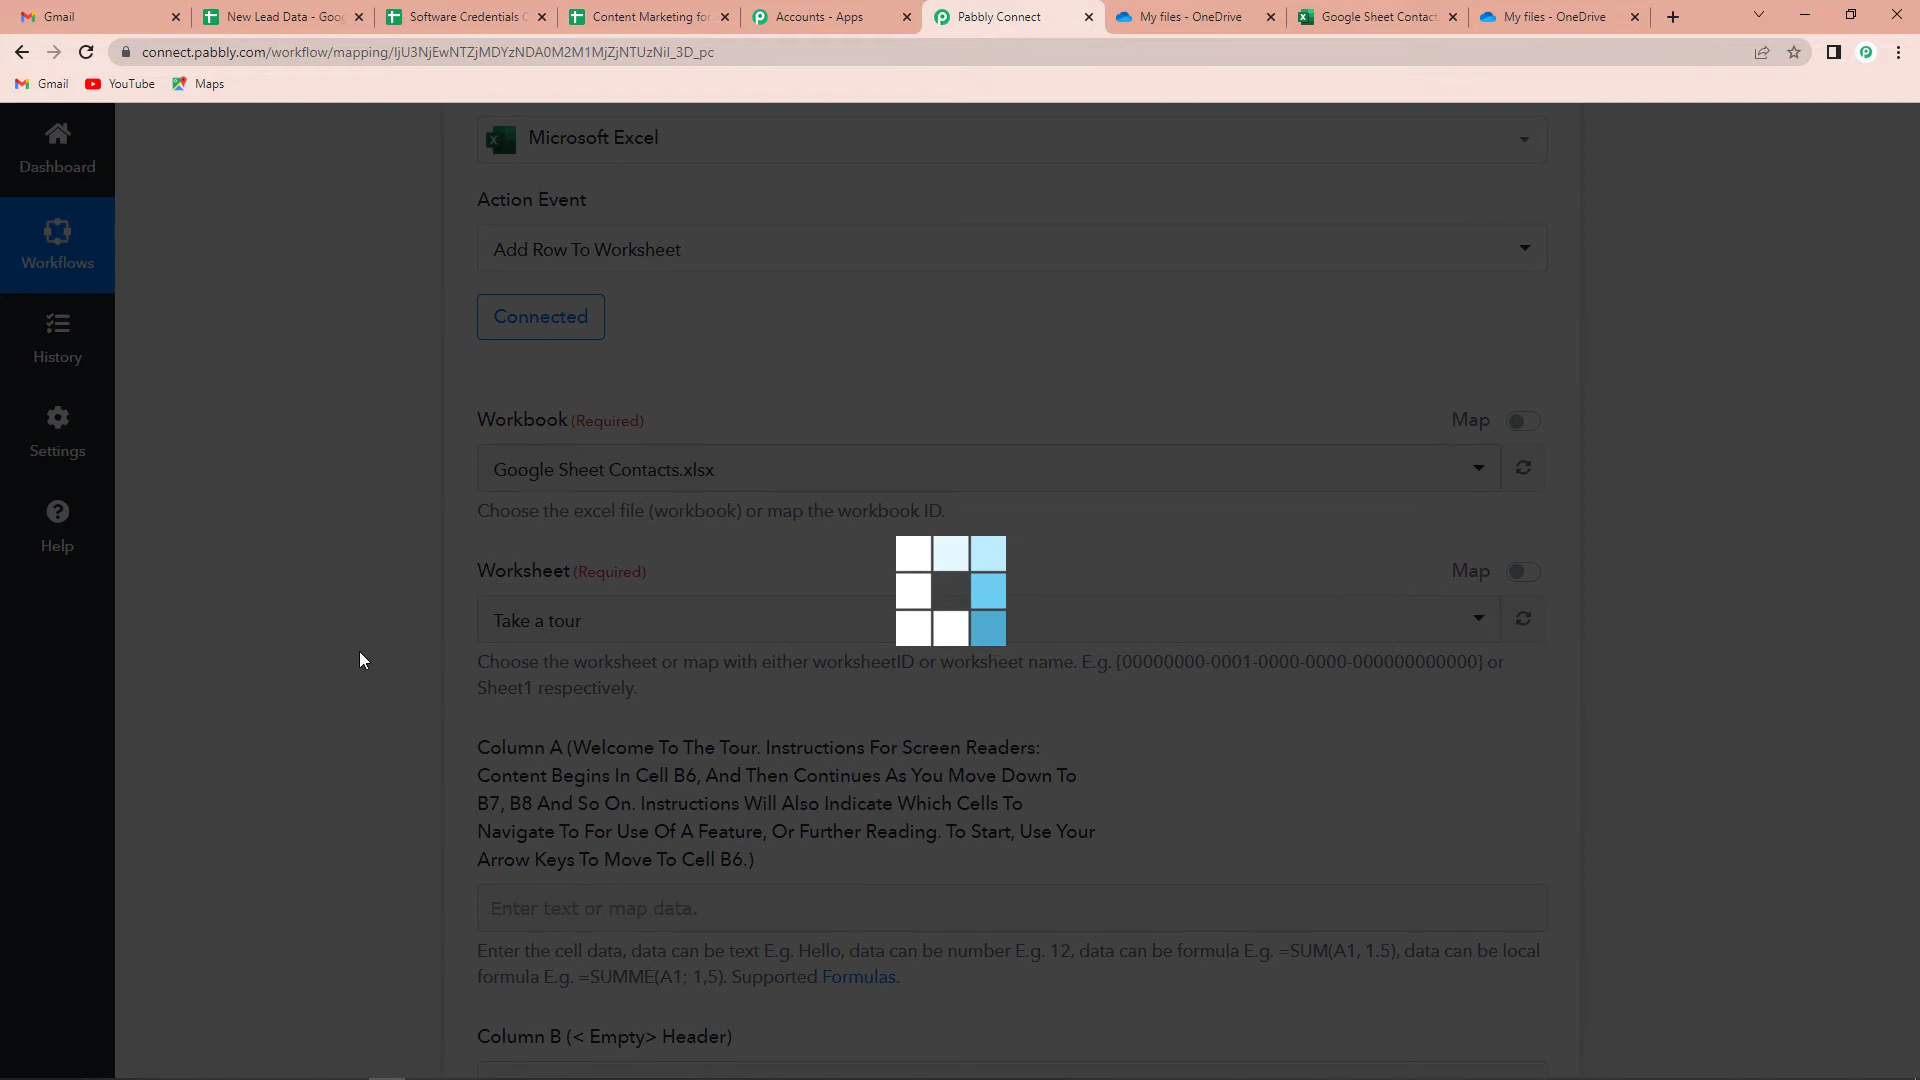 Gmail
New Lead Data - Goog
Software Credentials C
Content Marketing for
Accounts - Apps
Pabbly Connect
My files - OneDrive
Google Sheet Contact
My files - OneDrive
connect.pabbly.com/workflow/mapping/IjU3NjEwNTZjMDYzNDA0M2M1MjZjNTUzNiI_3D_pc
Gmail
YouTube
Maps
Dashboard
Workflows
History
Settings
Help
Microsoft Excel
Action Event
Add Row To Worksheet
Connected
Workbook (Required)
Map
Google Sheet Contacts.xlsx
Choose the excel file (workbook) or map the workbook ID.
Worksheet (Required)
Map
Take a tour
Choose the worksheet or map with either worksheetID or worksheet name. E.g. {00000000-0001-0000-0000-000000000000} or
Sheet1 respectively.
Column A (Welcome To The Tour. Instructions For Screen Readers:
Content Begins In Cell B6, And Then Continues As You Move Down To
B7, B8 And So On. Instructions Will Also Indicate Which Cells To
Navigate To For Use Of A Feature, Or Further Reading. To Start, Use Your
Arrow Keys To Move To Cell B6.)
Enter text or map data.
Enter the cell data, data can be text E.g. Hello, data can be number E.g. 12, data can be formula E.g. =SUM(A1, 1.5), data can be local
formula E.g. =SUMME(A1; 1,5). Supported Formulas.
Column B (< Empty> Header)